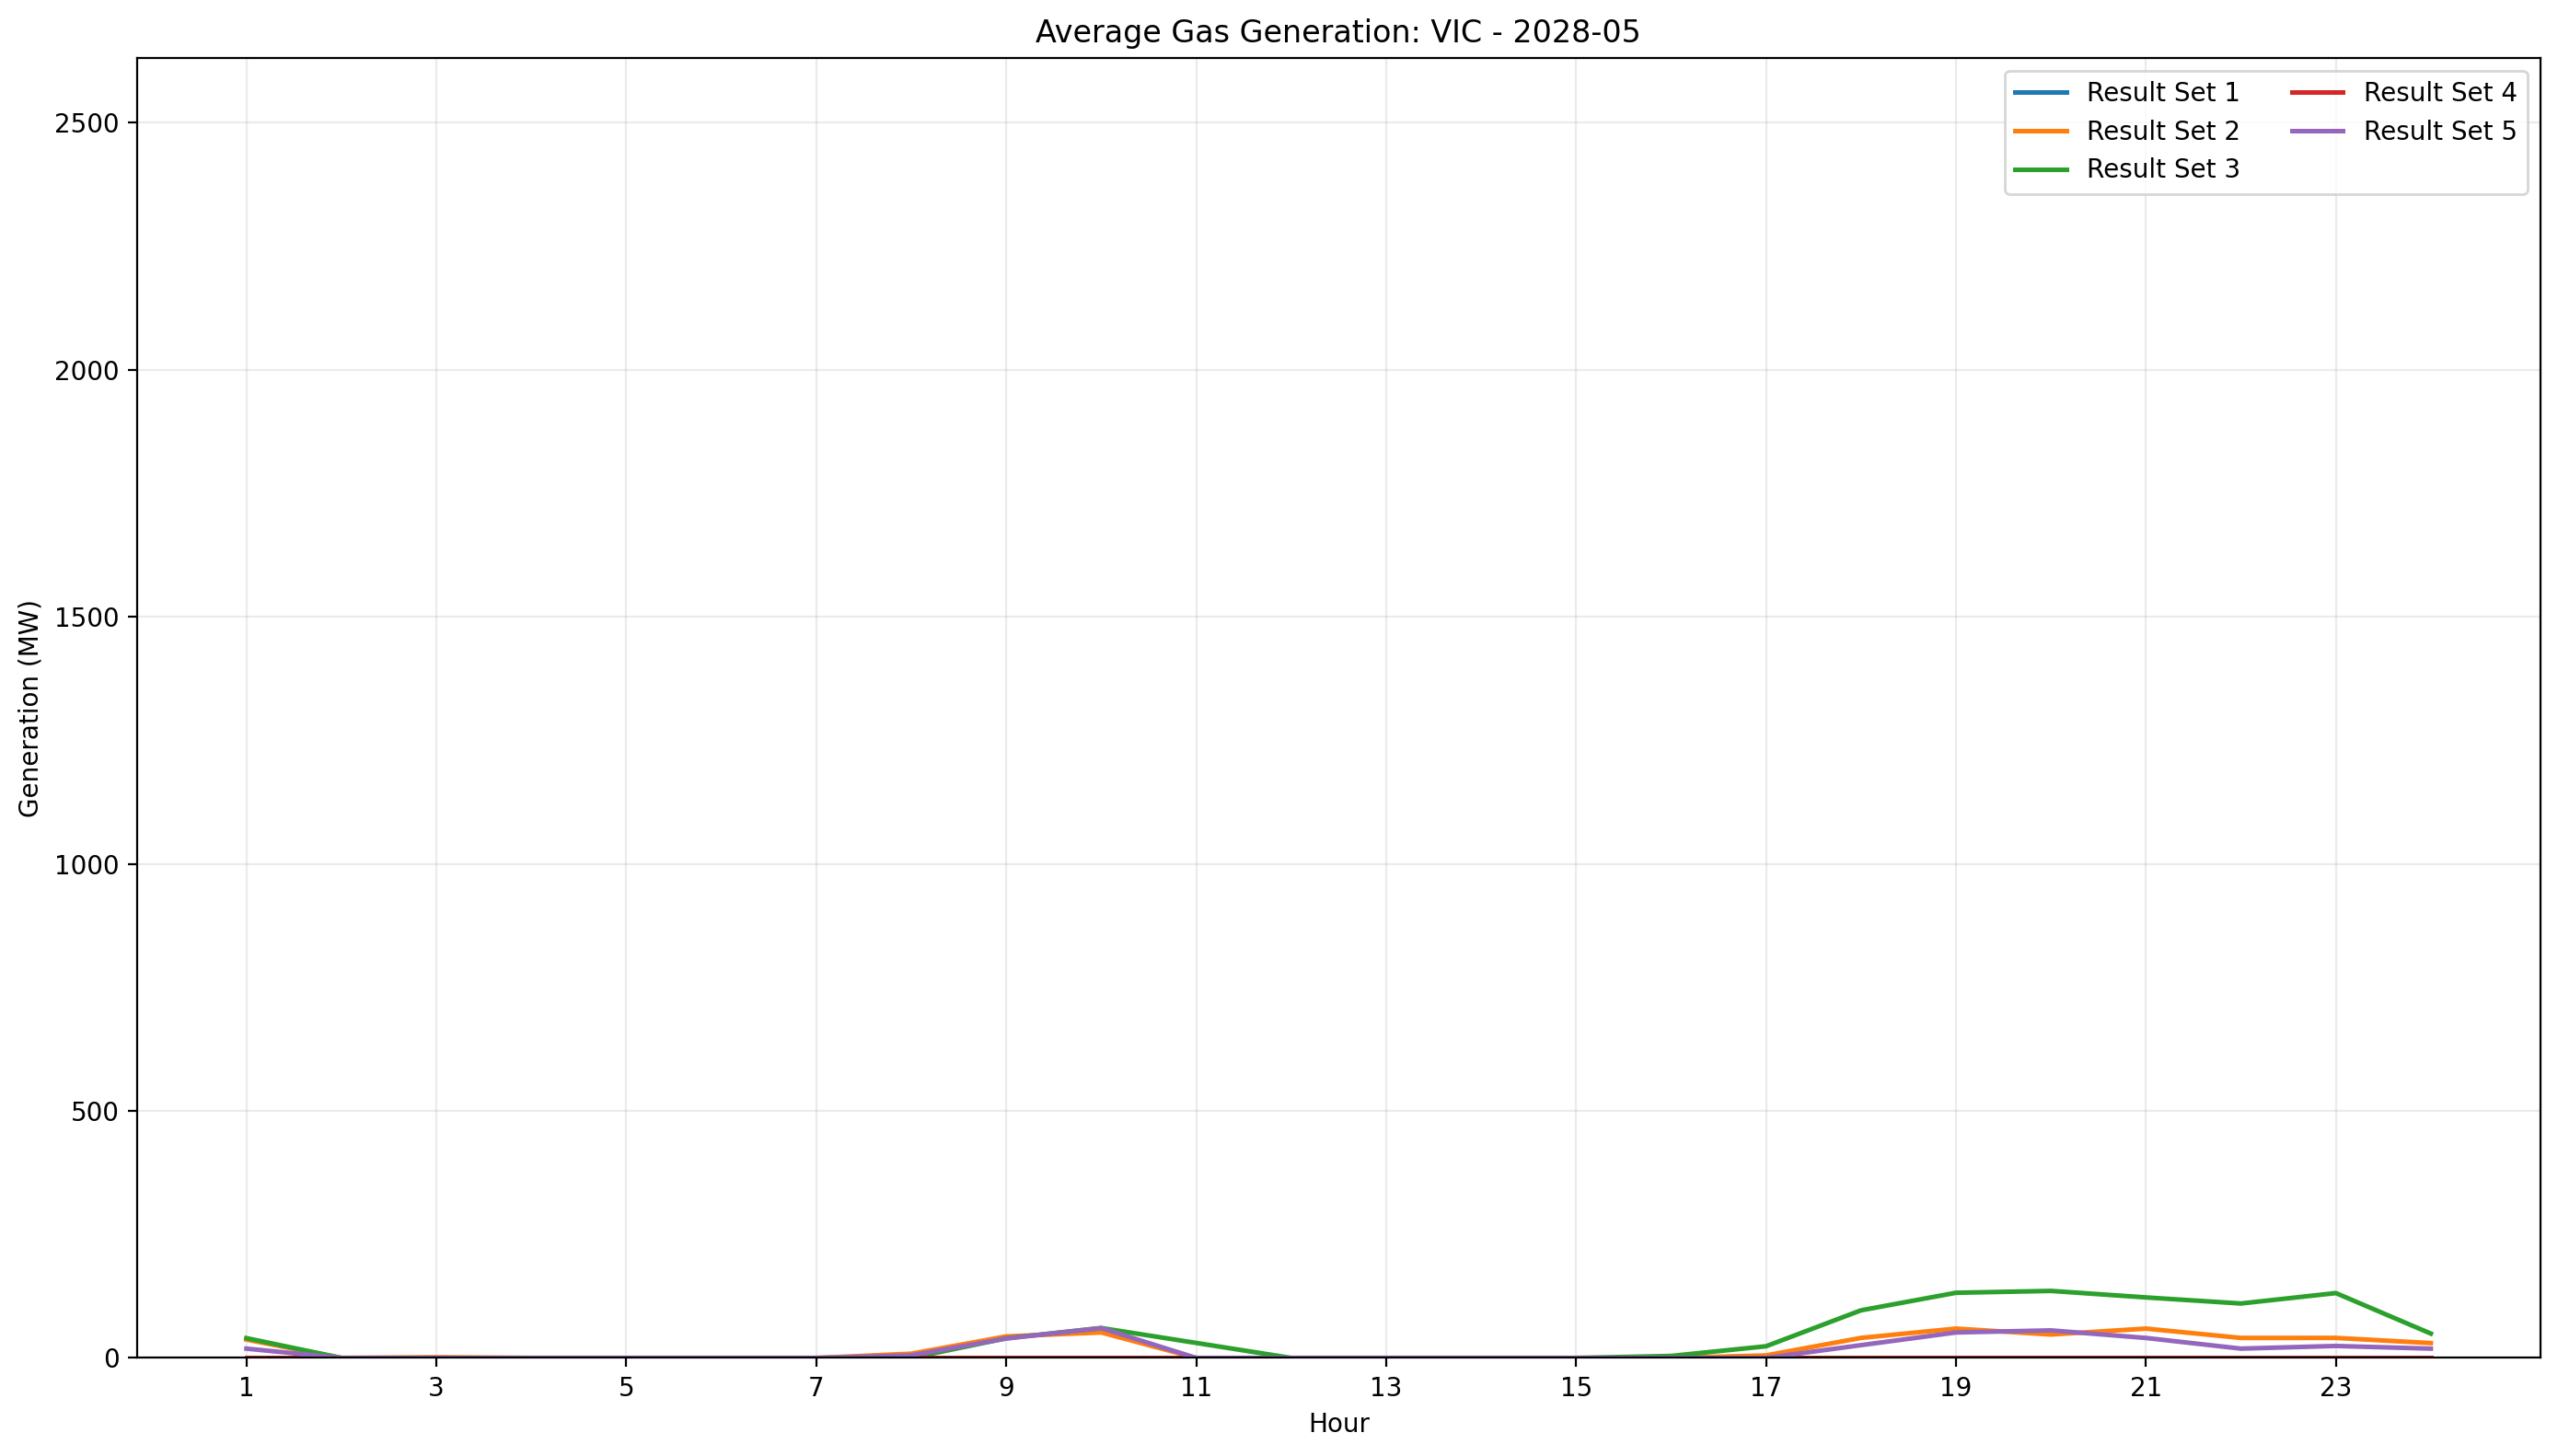 Average Gas Generation: VIC - 2028-05
Result Set 1
Result Set 2
Result Set 3
Result Set 4
Result Set 5
Generation (MW)
2500
2000
1500
1000
500
0
1 3 5 7 9 11 13 15 17 19 21 23
Hour